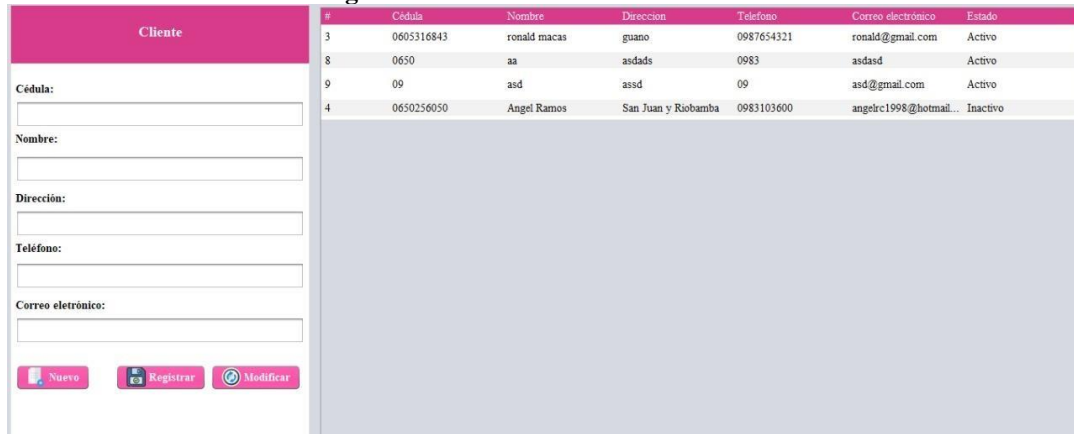 Cliente
Cédula:
Nombre:
Dirección:
Teléfono:
Correo eletrónico:
Nuevo Registrar Modificar
# Cédula Nombre Direccion Telefono Correo electrónico Estado
3 0605316843 ronald macas guano 0987654321 ronald@gmail.com Activo
8 0650 aa asdads 0983 asdasd Activo
9 09 asd assd 09 asd@gmail.com Activo
4 0650256050 Angel Ramos San Juan y Riobamba 0983103600 angelrc1998@hotmail... Inactivo